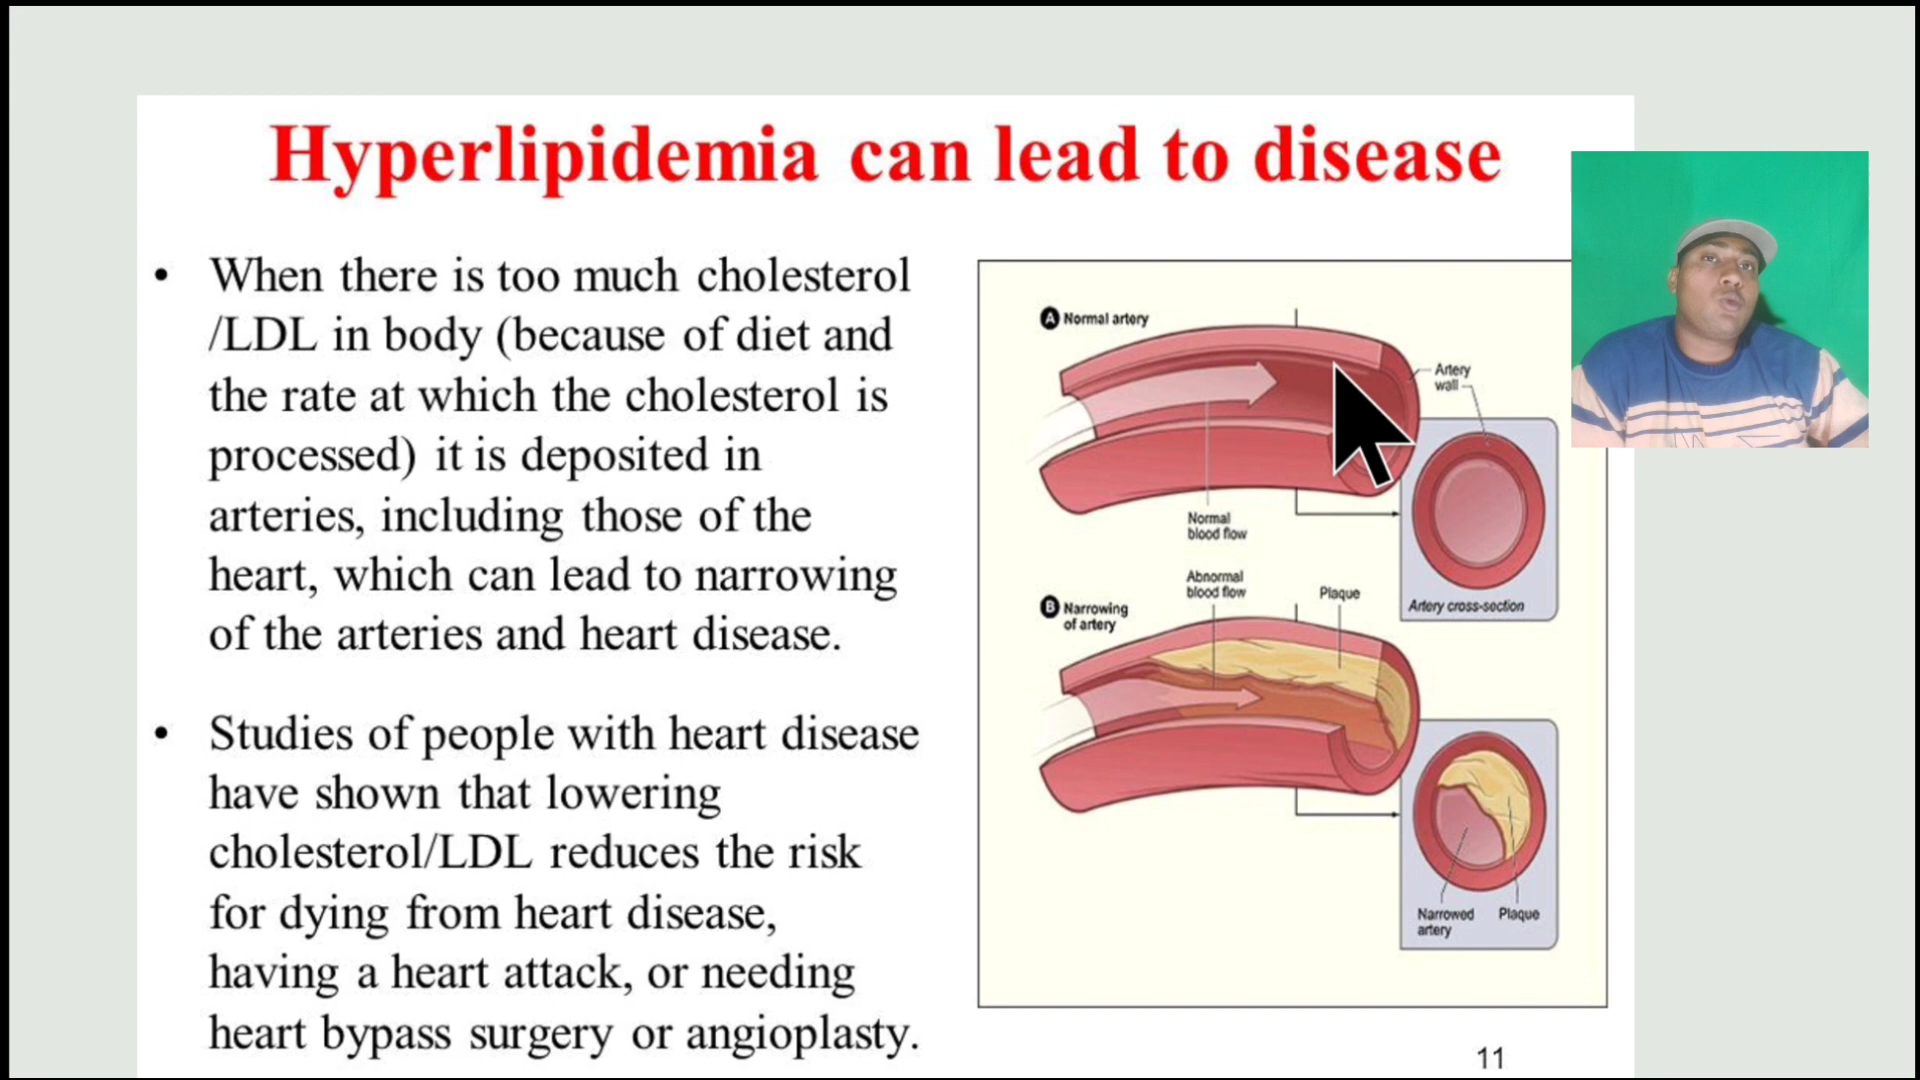 Hyperlipidemia can lead to disease
• When there is too much cholesterol
/LDL in body (because of diet and
the rate at which the cholesterol is
processed) it is deposited in
arteries, including those of the
heart, which can lead to narrowing
of the arteries and heart disease.
• Studies of people with heart disease
have shown that lowering
cholesterol/LDL reduces the risk
for dying from heart disease,
having a heart attack, or needing
heart bypass surgery or angioplasty.
A Normal artery
Artery
wall
Normal
blood flow
Artery cross-section
Abnormal
blood flow
Plaque
B Narrowing
of artery
Narrowed
artery
Plaque
11